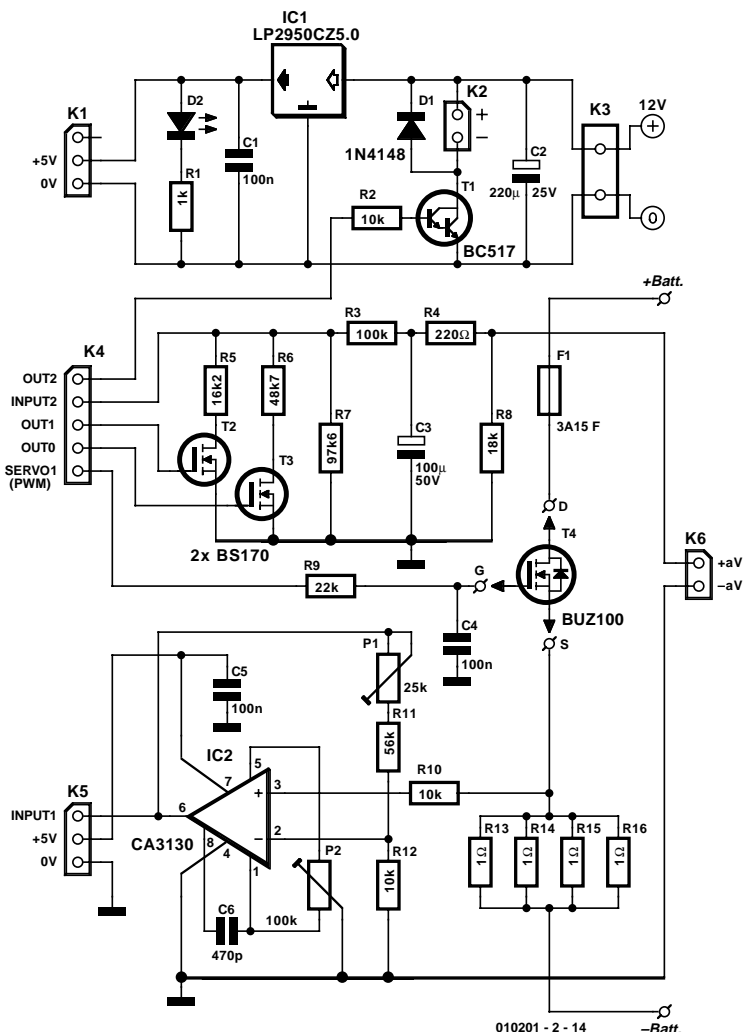 IC1
LP2950CZ5.0
K1
+5V
0V
D2
R1
1k
C1
100n
D1
1N4148
K2
+
–
K3
12V
+
0
C2
220µ 25V
T1
BC517
R2
10k
+Batt.
K4
OUT2
INPUT2
OUT1
OUT0
SERVO1
(PWM)
R3
100k
R4
220Ω
R5
16k2
R6
48k7
R7
97k6
C3
100µ
50V
R8
18k
F1
3A15 F
T2
T3
2x BS170
D
T4
G
BUZ100
S
K6
+aV
–aV
R9
22k
C4
100n
P1
25k
R11
56k
C5
100n
IC2
CA3130
K5
INPUT1
+5V
0V
5
7
6
+
3
–
2
8
4
1
R10
10k
P2
100k
R12
10k
C6
470p
R13
1Ω
R14
1Ω
R15
1Ω
R16
1Ω
010201 - 2 - 14
–Batt.